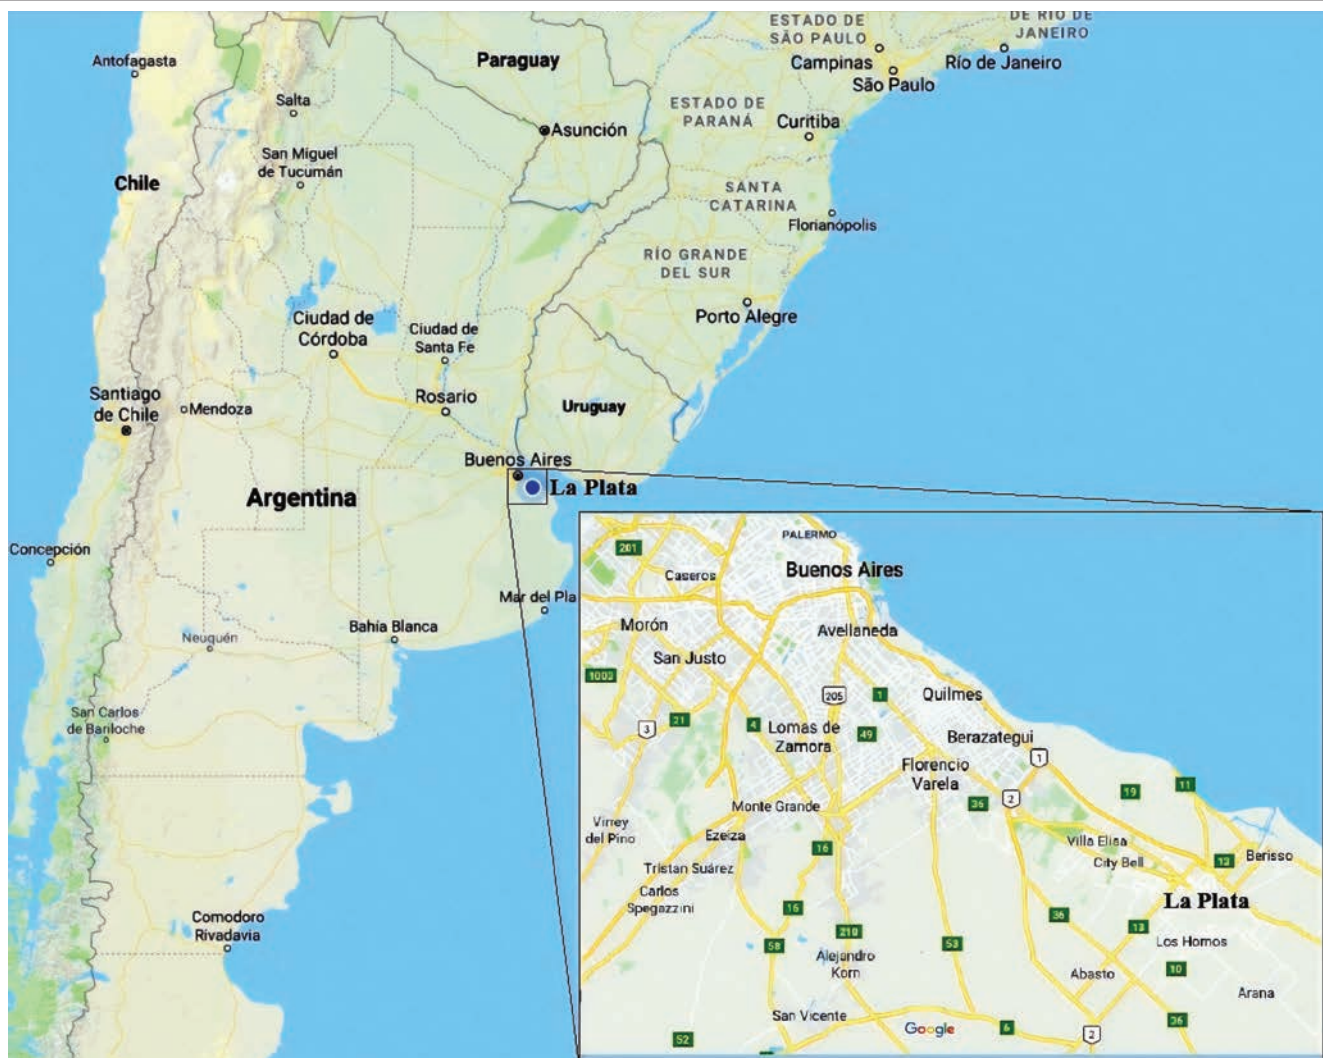 ESTADO DE
SÃO PAULO
DE RÍO DE
JANEIRO
Antofagasta
Paraguay
Campinas
Río de Janeiro
São Paulo
Salta
ESTADO DE
PARANÁ
Curitiba
Asunción
San Miguel
de Tucumán
Chile
SANTA
CATARINA
Florianópolis
RÍO GRANDE
DEL SUR
Porto Alegre
Ciudad de
Córdoba
Ciudad de
Santa Fe
Santiago
de Chile
Mendoza
Rosario
Uruguay
Buenos Aires
La Plata
Argentina
Concepción
Mar del Pla
Bahía Blanca
Neuquén
San Carlos
de Bariloche
Comodoro
Rivadavia
PALERMO
201
Buenos Aires
Caseros
Morón
Avellaneda
San Justo
1003
205
1
Quilmes
21
3
4
Lomas de
Zamora
49
Berazategui
1
Florencio
Varela
2
36
19
11
Monte Grande
Virrey
del Pino
Ezeiza
16
Villa Elisa
City Bell
13
Berisso
Tristan Suárez
Carlos
Spegazzini
La Plata
16
36
13
58
210
53
Los Hornos
Alejandro
Korn
Abasto
10
Arana
San Vicente
Google
6
2
36
52